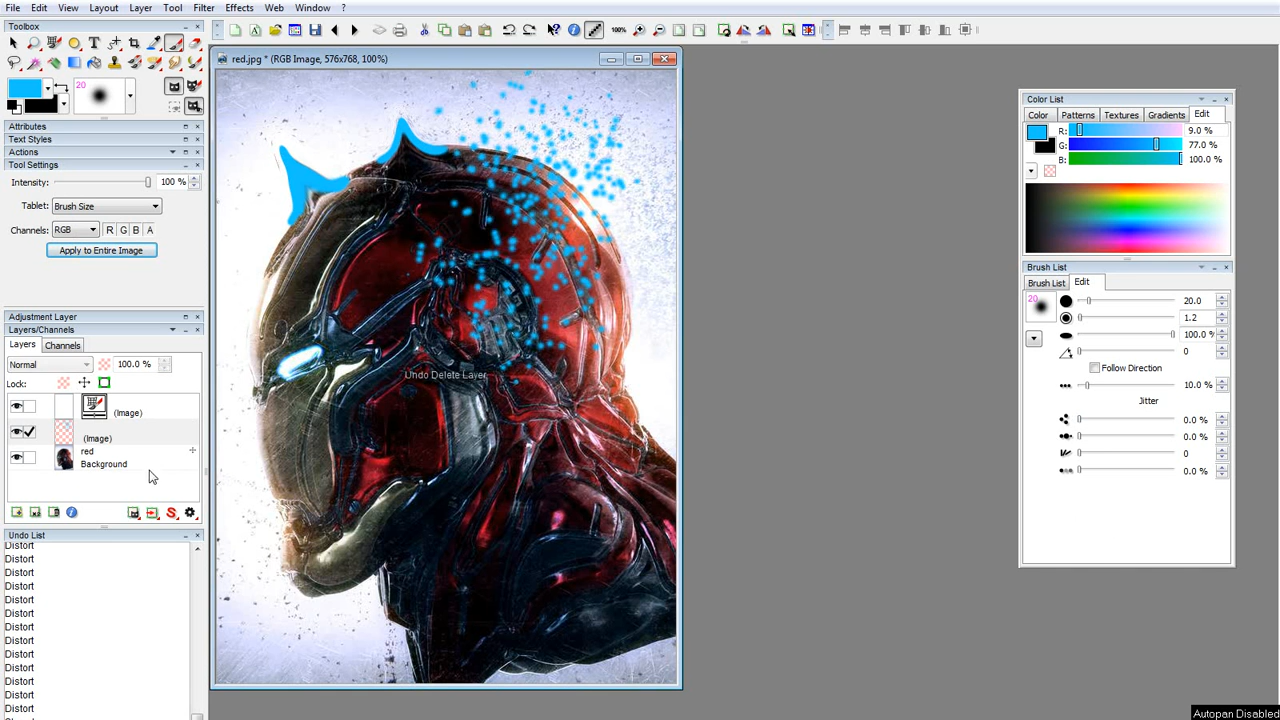 File Edit View Layout Layer Tool Filter Effects Web Window ?
Toolbox
20
Attributes
Text Styles
Actions
Tool Settings
Intensity: 100 %
Tablet: Brush Size
Channels: RGB R G B A
Apply to Entire Image
Adjustment Layer
Layers/Channels
Layers Channels
Normal 100.0 %
Lock:
(Image)
(Image)
red
Background
Undo List
Distort
Distort
Distort
Distort
Distort
Distort
Distort
Distort
Distort
Distort
Distort
Distort
Distort
100%
red.jpg * (RGB Image, 576x768, 100%)
Undo Delete Layer
Color List
Color Patterns Textures Gradients Edit
R: 9.0 %
G: 77.0 %
B: 100.0 %
Brush List
Brush List Edit
20
20.0
1.2
100.0 %
0
Follow Direction
10.0 %
Jitter
0.0 %
0.0 %
0
0.0 %
Autopan Disabled